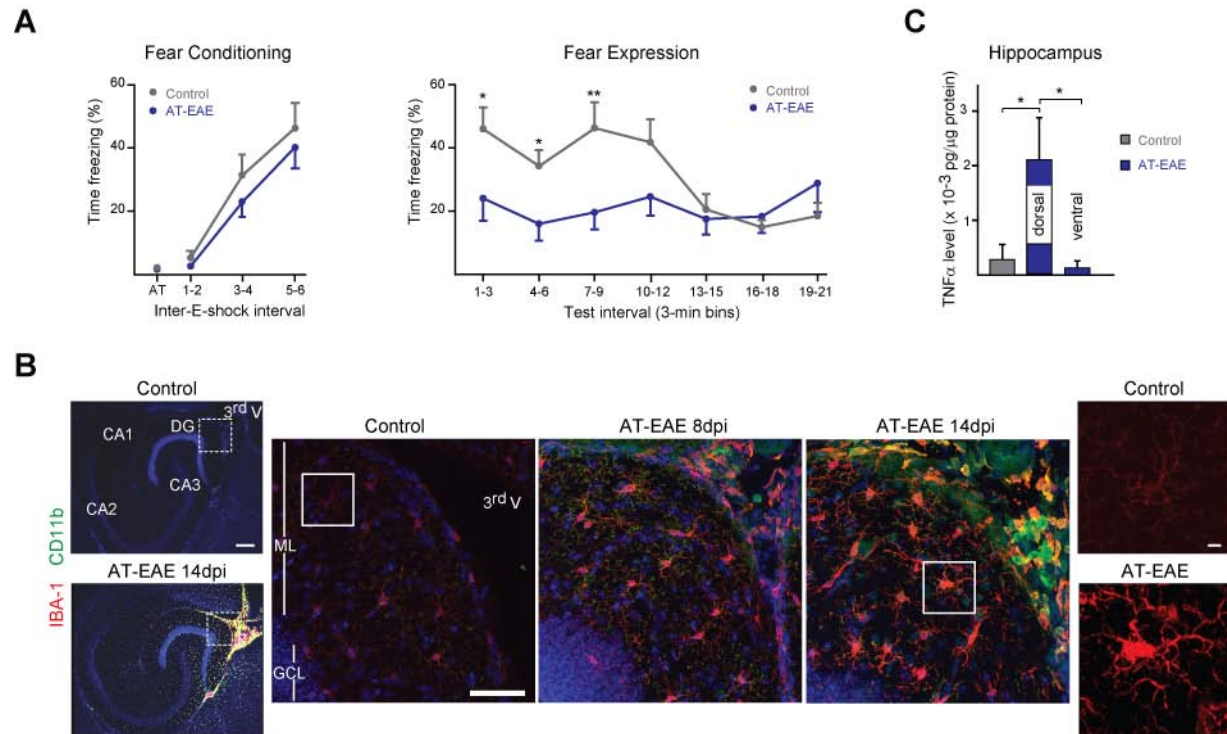 A
Fear Conditioning
Control
AT-EAE
Time freezing (%)
60
40
20
AT 1-2 3-4 5-6
Inter-E-shock interval
Fear Expression
Control
AT-EAE
Time freezing (%)
60
40
20
* * ** 
1-3 4-6 7-9 10-12 13-15 16-18 19-21
Test interval (3-min bins)
C
Hippocampus
TNFα level (x 10⁻³ pg/µg protein)
3
2
1
* *
dorsal
ventral
Control
AT-EAE
B
IBA-1 CD11b
Control
3rd V
CA1 DG
CA3
CA2
AT-EAE 14dpi
Control
3rd V
ML
GCL
AT-EAE 8dpi
AT-EAE 14dpi
Control
AT-EAE